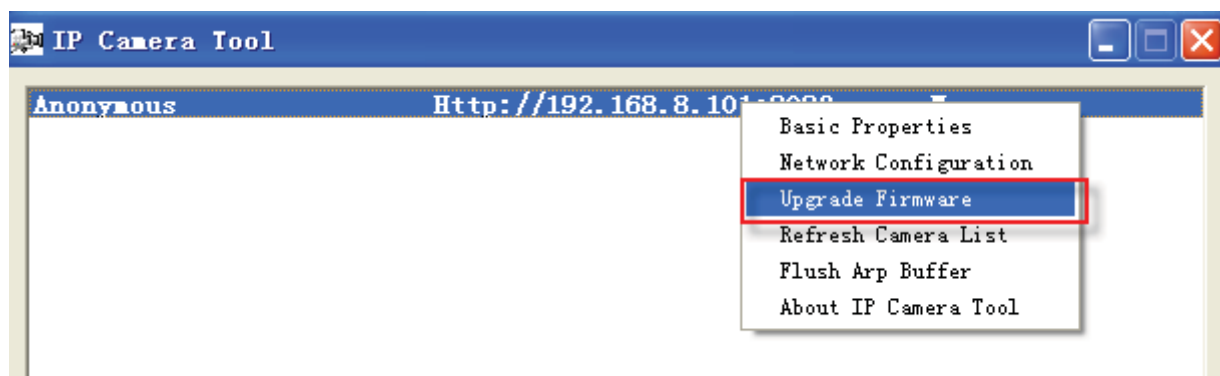 IP Camera Tool
Anonymous Http://192.168.8.101
Basic Properties
Network Configuration
Upgrade Firmware
Refresh Camera List
Flush Arp Buffer
About IP Camera Tool